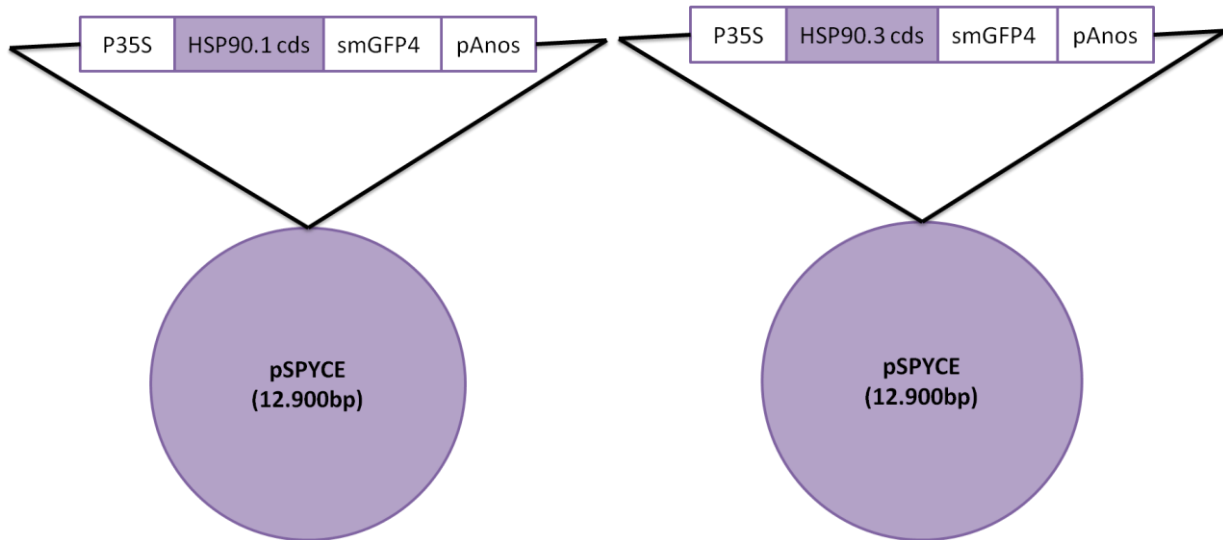 P35S HSP90.1 cds smGFP4 pAnos
P35S HSP90.3 cds smGFP4 pAnos
pSPYCE
(12.900bp)
pSPYCE
(12.900bp)